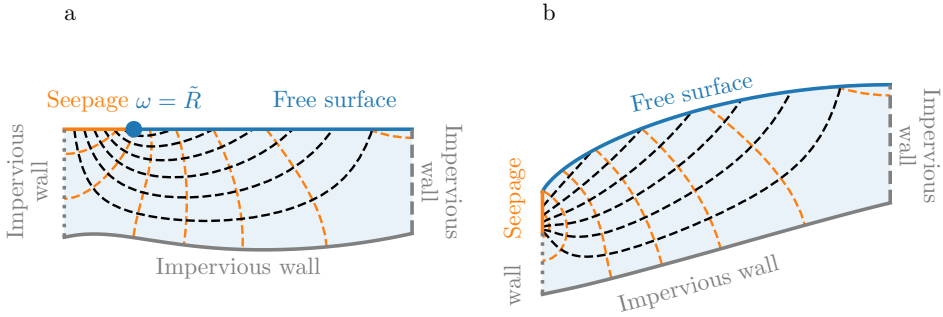 a
b
Seepage
ω = R̃
Free surface
Impervious
wall
Impervious
wall
Impervious wall
Free surface
Seepage
wall
Impervious
wall
Impervious wall